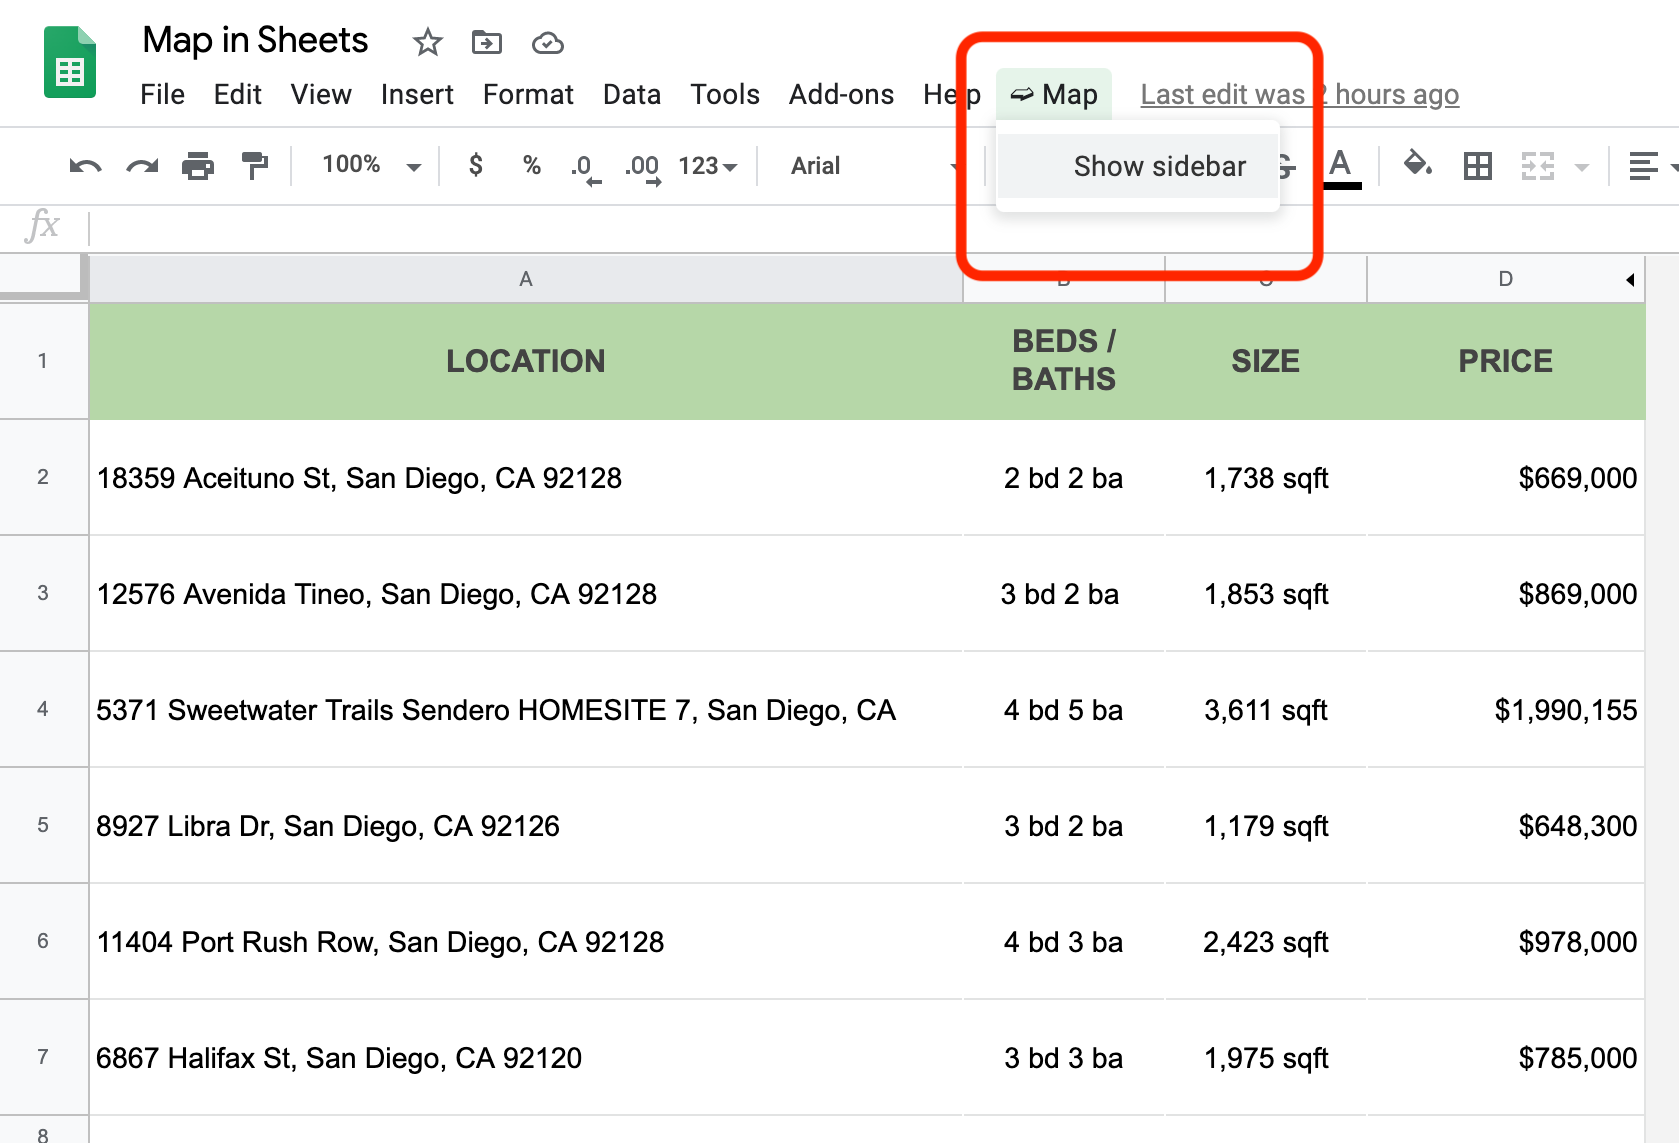 Map in Sheets
File Edit View Insert Format Data Tools Add-ons Help ➫ Map Last edit was 2 hours ago
100% $ % .0 .00 123 Arial Show sidebar S A
fx
A B C D
1 LOCATION BEDS / BATHS SIZE PRICE
2 18359 Aceituno St, San Diego, CA 92128 2 bd 2 ba 1,738 sqft $669,000
3 12576 Avenida Tineo, San Diego, CA 92128 3 bd 2 ba 1,853 sqft $869,000
4 5371 Sweetwater Trails Sendero HOMESITE 7, San Diego, CA 4 bd 5 ba 3,611 sqft $1,990,155
5 8927 Libra Dr, San Diego, CA 92126 3 bd 2 ba 1,179 sqft $648,300
6 11404 Port Rush Row, San Diego, CA 92128 4 bd 3 ba 2,423 sqft $978,000
7 6867 Halifax St, San Diego, CA 92120 3 bd 3 ba 1,975 sqft $785,000
8